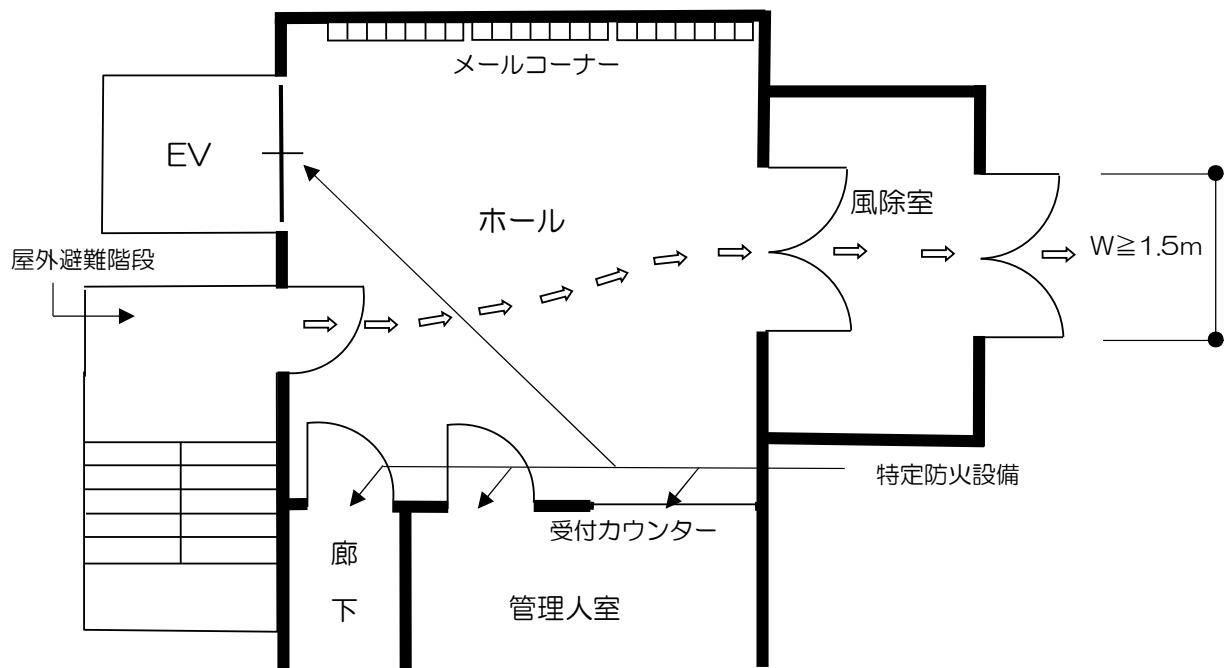 メールコーナー
EV
風除室
ホール
W≧1.5m
屋外避難階段
特定防火設備
受付カウンター
廊
下
管理人室